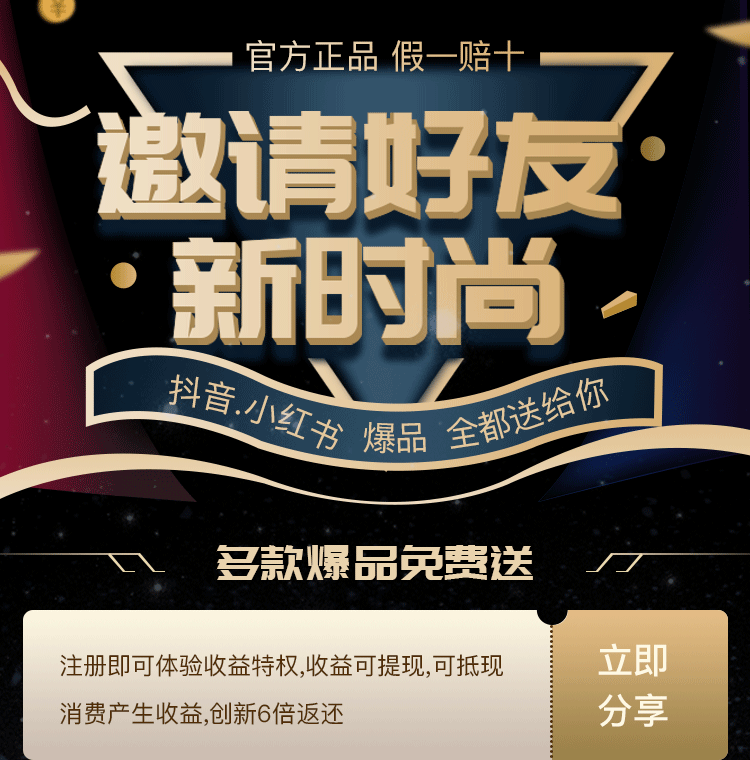 官方正品 假一赔十
邀请好友
新时尚
抖音.小红书 爆品 全都送给你
多款爆品免费送
注册即可体验收益特权,收益可提现,可抵现
消费产生收益,创新6倍返还
立即
分享